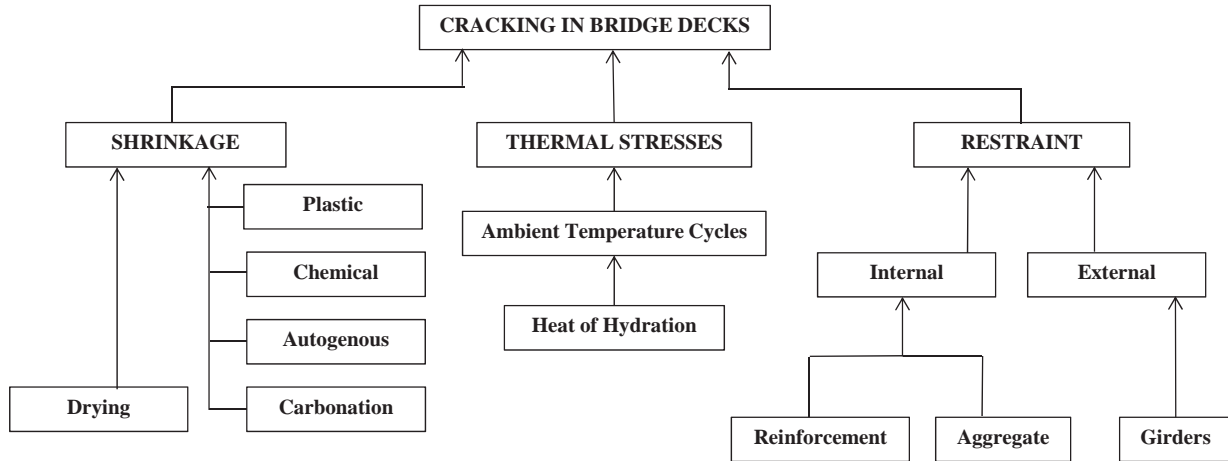 CRACKING IN BRIDGE DECKS
SHRINKAGE
THERMAL STRESSES
RESTRAINT
Plastic
Ambient Temperature Cycles
Chemical
Internal
External
Heat of Hydration
Autogenous
Drying
Carbonation
Reinforcement
Aggregate
Girders